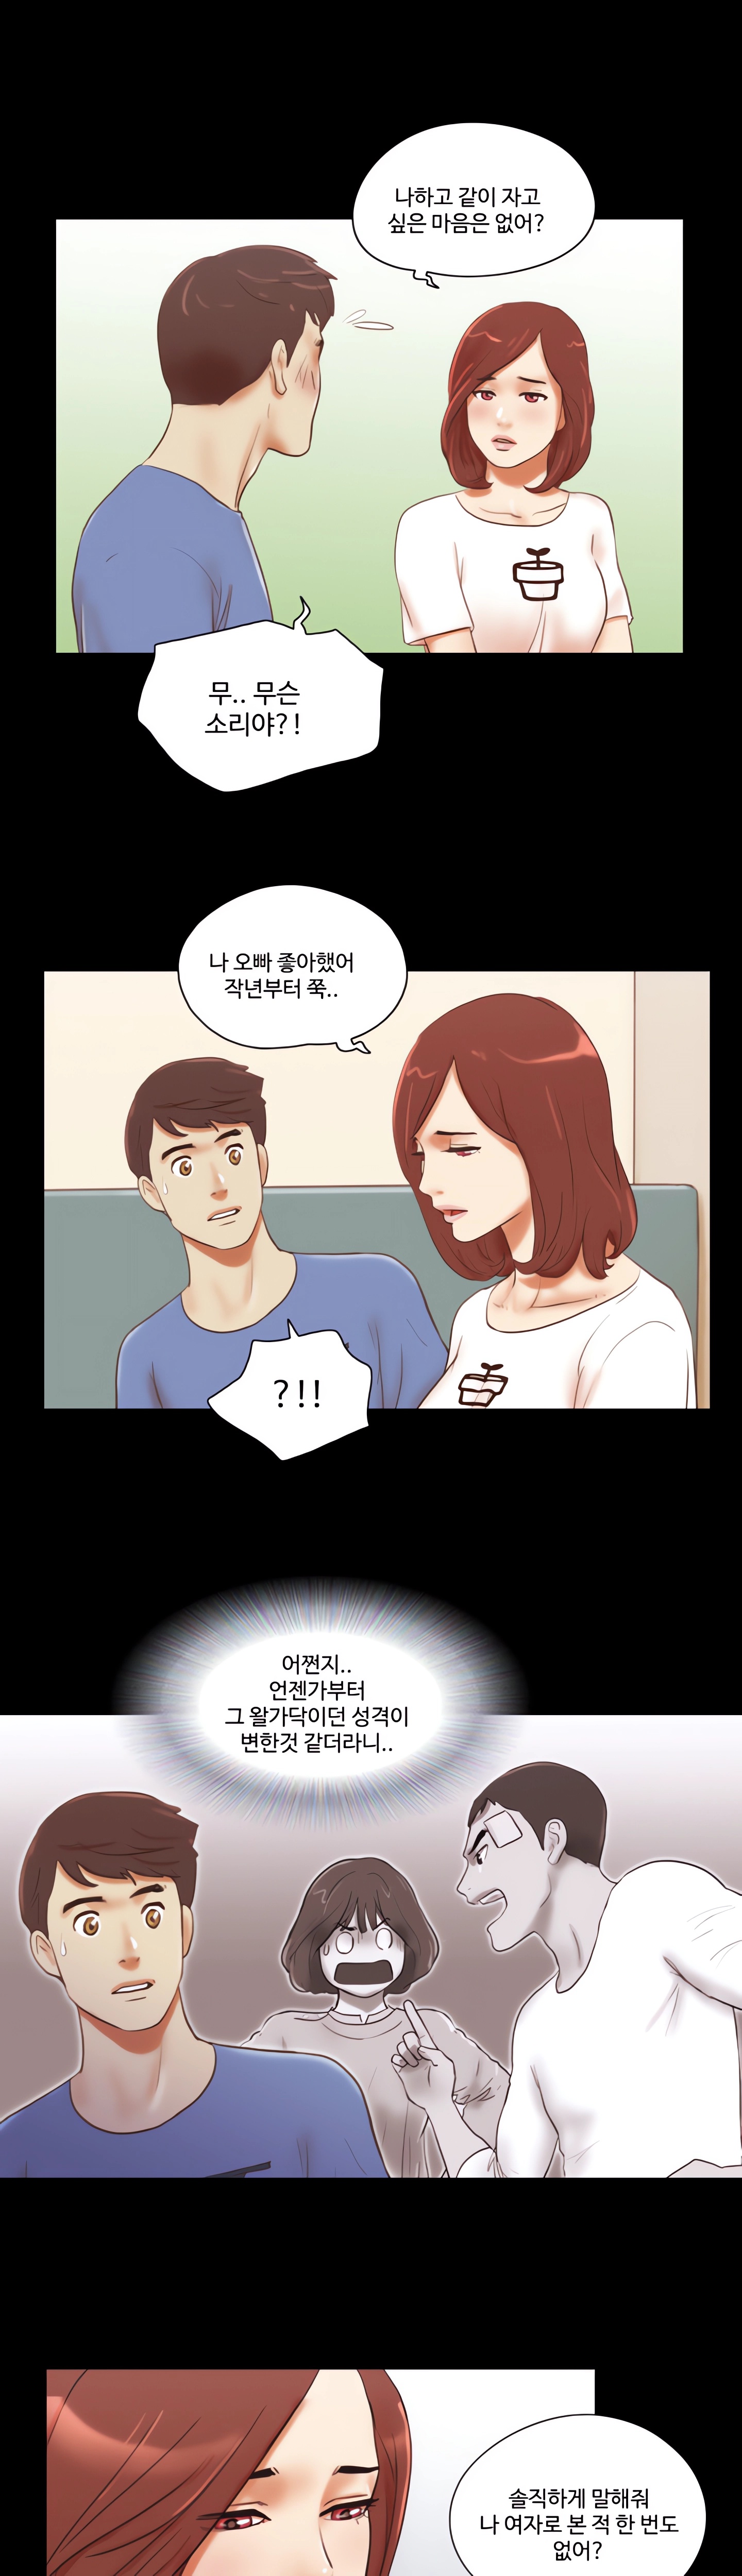 나하고 같이 자고
싶은 마음은 없어?
무.. 무슨
소리야?!
나 오빠 좋아했어
작년부터 쭉..
?!!
어쩐지..
언젠가부터
그 왈가닥이던 성격이
변한것 같더라니..
솔직하게 말해줘
나 여자로 본 적 한 번도
없어?